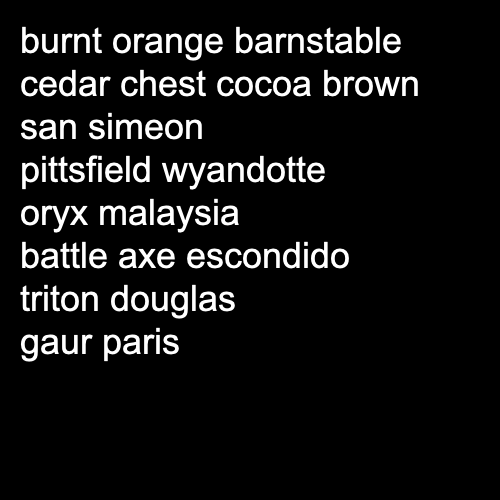 burnt orange barnstable
cedar chest cocoa brown
san simeon
pittsfield wyandotte
oryx malaysia
battle axe escondido
triton douglas
gaur paris